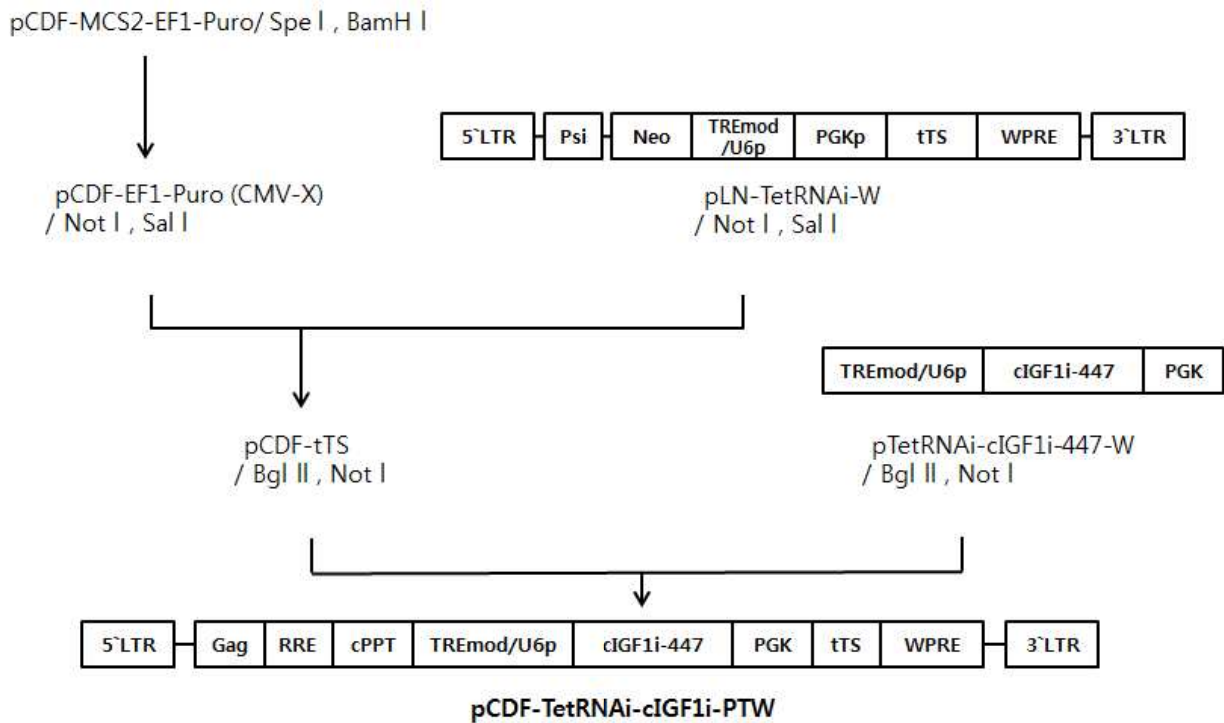 pCDF-MCS2-EF1-Puro/ Spe Ⅰ , BamH Ⅰ
5`LTR Psi Neo TREmod /U6p PGKp tTS WPRE 3`LTR
pCDF-EF1-Puro (CMV-X)
/ Not Ⅰ , Sal Ⅰ
pLN-TetRNAi-W
/ Not Ⅰ , Sal Ⅰ
TREmod/U6p cIGF1i-447 PGK
pCDF-tTS
/ Bgl Ⅱ , Not Ⅰ
pTetRNAi-cIGF1i-447-W
/ Bgl Ⅱ , Not Ⅰ
5`LTR Gag RRE cPPT TREmod/U6p cIGF1i-447 PGK tTS WPRE 3`LTR
pCDF-TetRNAi-cIGF1i-PTW